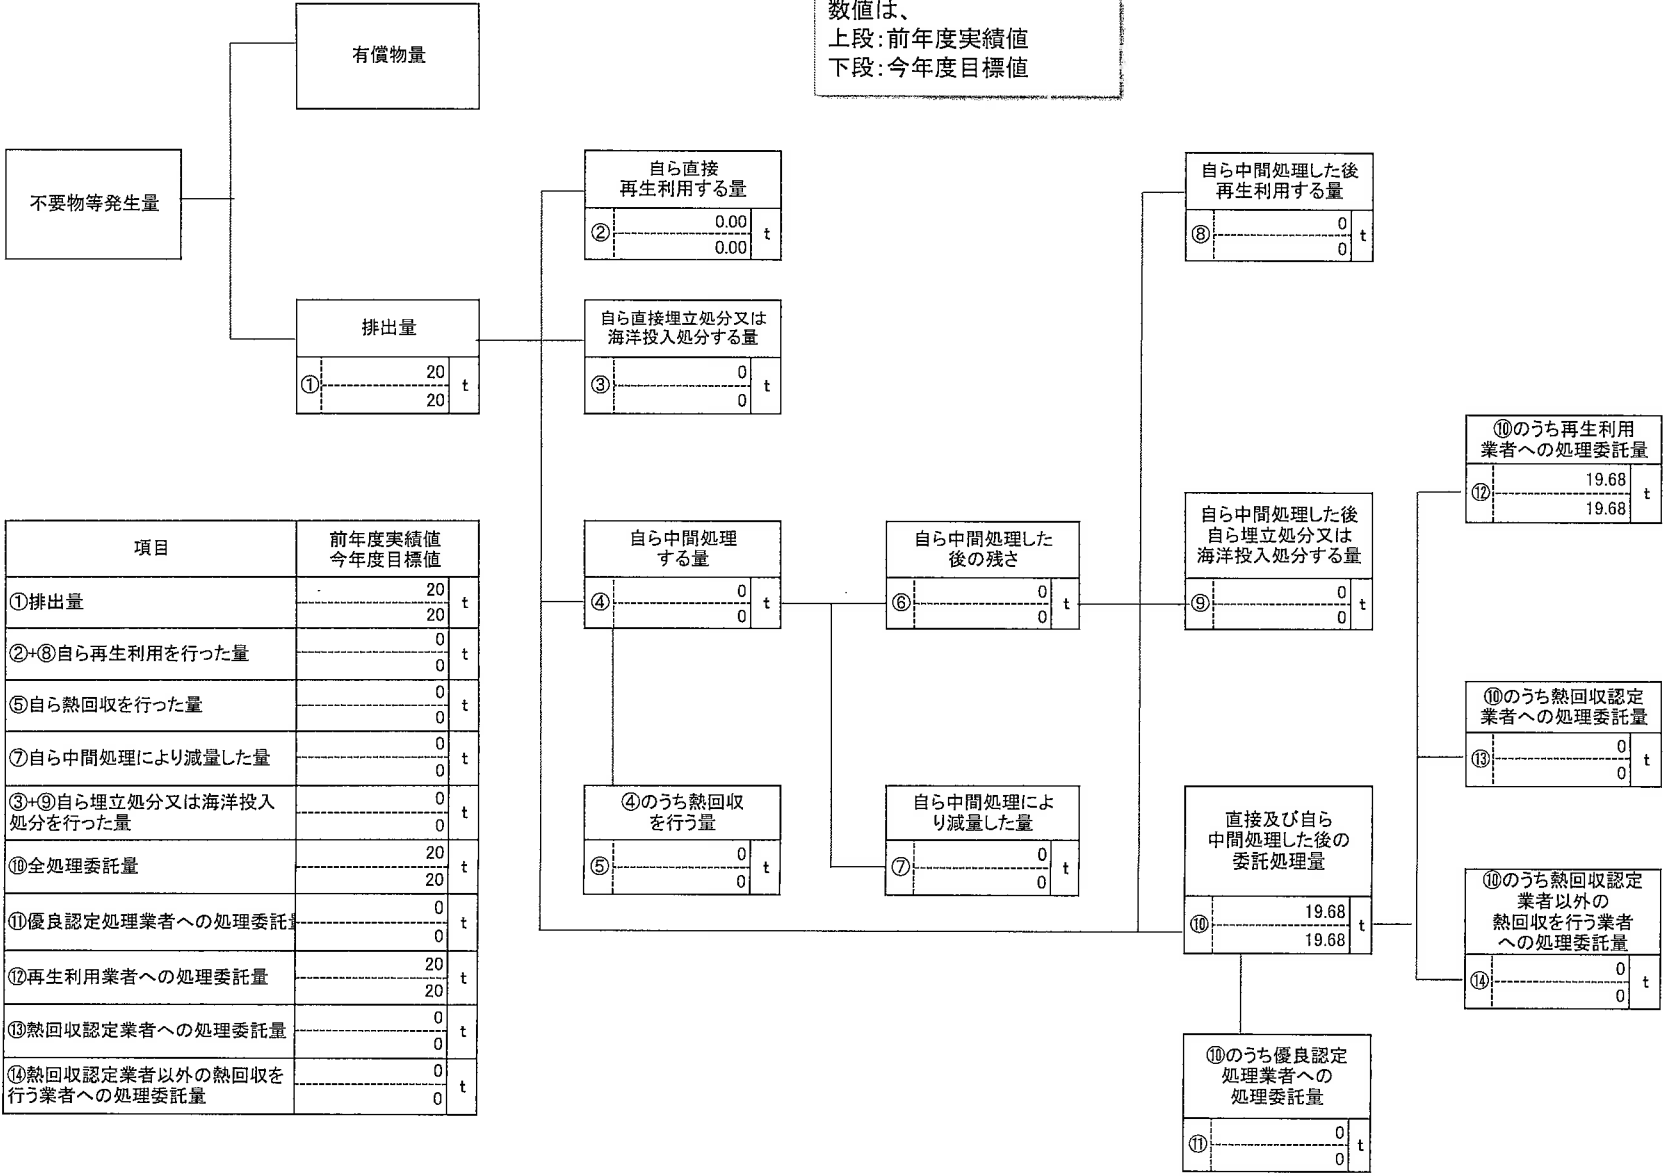 数値は、
上段：前年度実績値
下段：今年度目標値
有償物量
不要物等発生量
排出量
①
20
20
t
自ら直接
再生利用する量
②
0.00
0.00
t
自ら直接埋立処分又は
海洋投入処分する量
③
0
0
t
自ら中間処理
する量
④
0
0
t
④のうち熱回収
を行う量
⑤
0
0
t
自ら中間処理した
後の残さ
⑥
0
0
t
自ら中間処理によ
り減量した量
⑦
0
0
t
自ら中間処理した後
再生利用する量
⑧
0
0
t
自ら中間処理した後
自ら埋立処分又は
海洋投入処分する量
⑨
0
0
t
直接及び自ら
中間処理した後の
委託処理量
⑩
19.68
19.68
t
⑩のうち優良認定
処理業者への
処理委託量
⑪
0
0
t
⑩のうち再生利用
業者への処理委託量
⑫
19.68
19.68
t
⑩のうち熱回収認定
業者への処理委託量
⑬
0
0
t
⑩のうち熱回収認定
業者以外の
熱回収を行う業者
への処理委託量
⑭
0
0
t
項目
前年度実績値
今年度目標値
①排出量
20
20
t
②+⑧自ら再生利用を行った量
0
0
t
⑤自ら熱回収を行った量
0
0
t
⑦自ら中間処理により減量した量
0
0
t
③+⑨自ら埋立処分又は海洋投入
処分を行った量
0
0
t
⑩全処理委託量
20
20
t
⑪優良認定処理業者への処理委託
0
0
t
⑫再生利用業者への処理委託量
20
20
t
⑬熱回収認定業者への処理委託量
0
0
t
⑭熱回収認定業者以外の熱回収を
行う業者への処理委託量
0
0
t